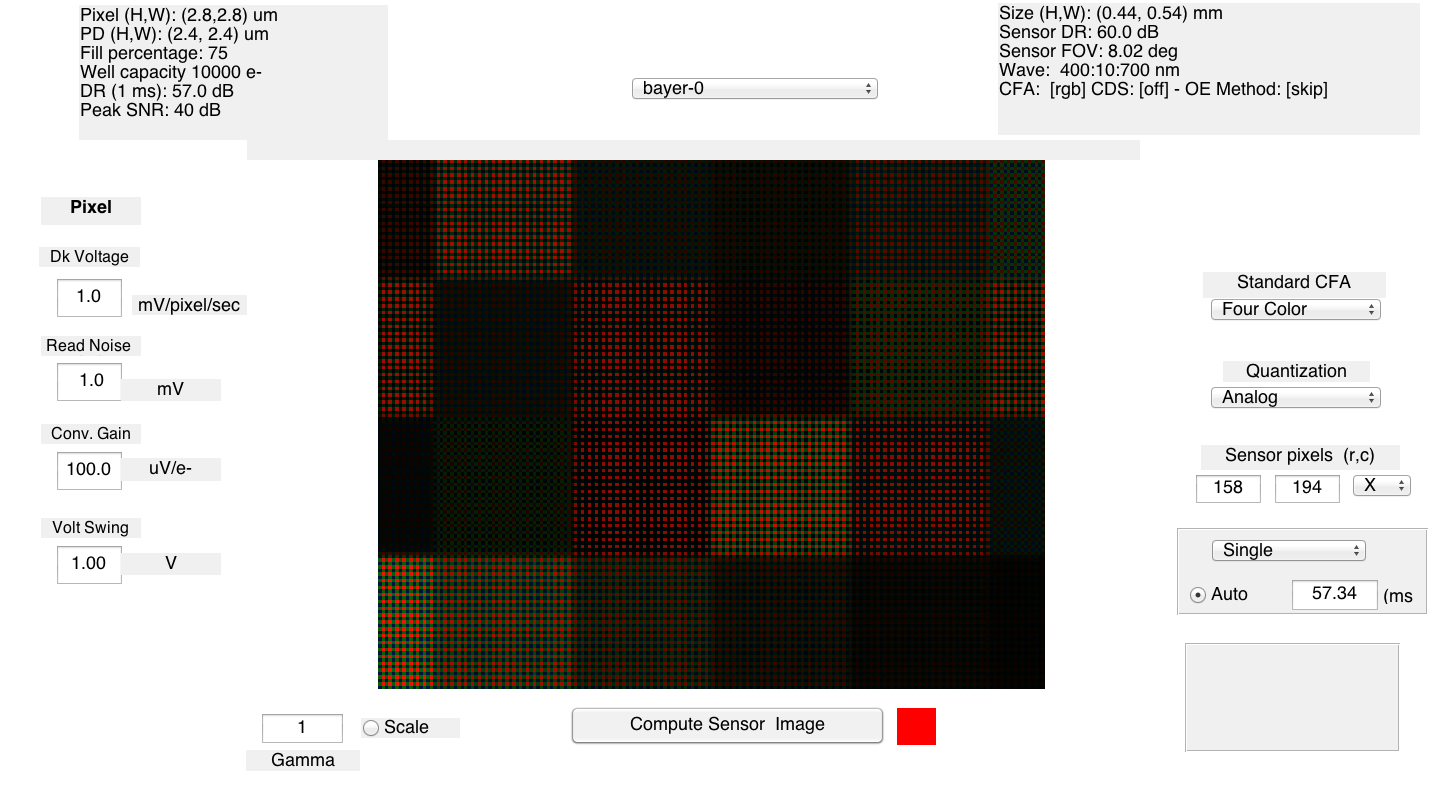 Pixel (H,W): (2.8,2.8) um
PD (H,W): (2.4, 2.4) um
Fill percentage: 75
Well capacity 10000 e-
DR (1 ms): 57.0 dB
Peak SNR: 40 dB
bayer-0
Size (H,W): (0.44, 0.54) mm
Sensor DR: 60.0 dB
Sensor FOV: 8.02 deg
Wave:  400:10:700 nm
CFA:  [rgb] CDS: [off] - OE Method: [skip]
Pixel
Dk Voltage
1.0 mV/pixel/sec
Read Noise
1.0 mV
Conv. Gain
100.0 uV/e-
Volt Swing
1.00 V
Standard CFA
Four Color
Quantization
Analog
Sensor pixels  (r,c)
158 194 X
Single
Auto 57.34 (ms
1 Scale
Gamma
Compute Sensor  Image